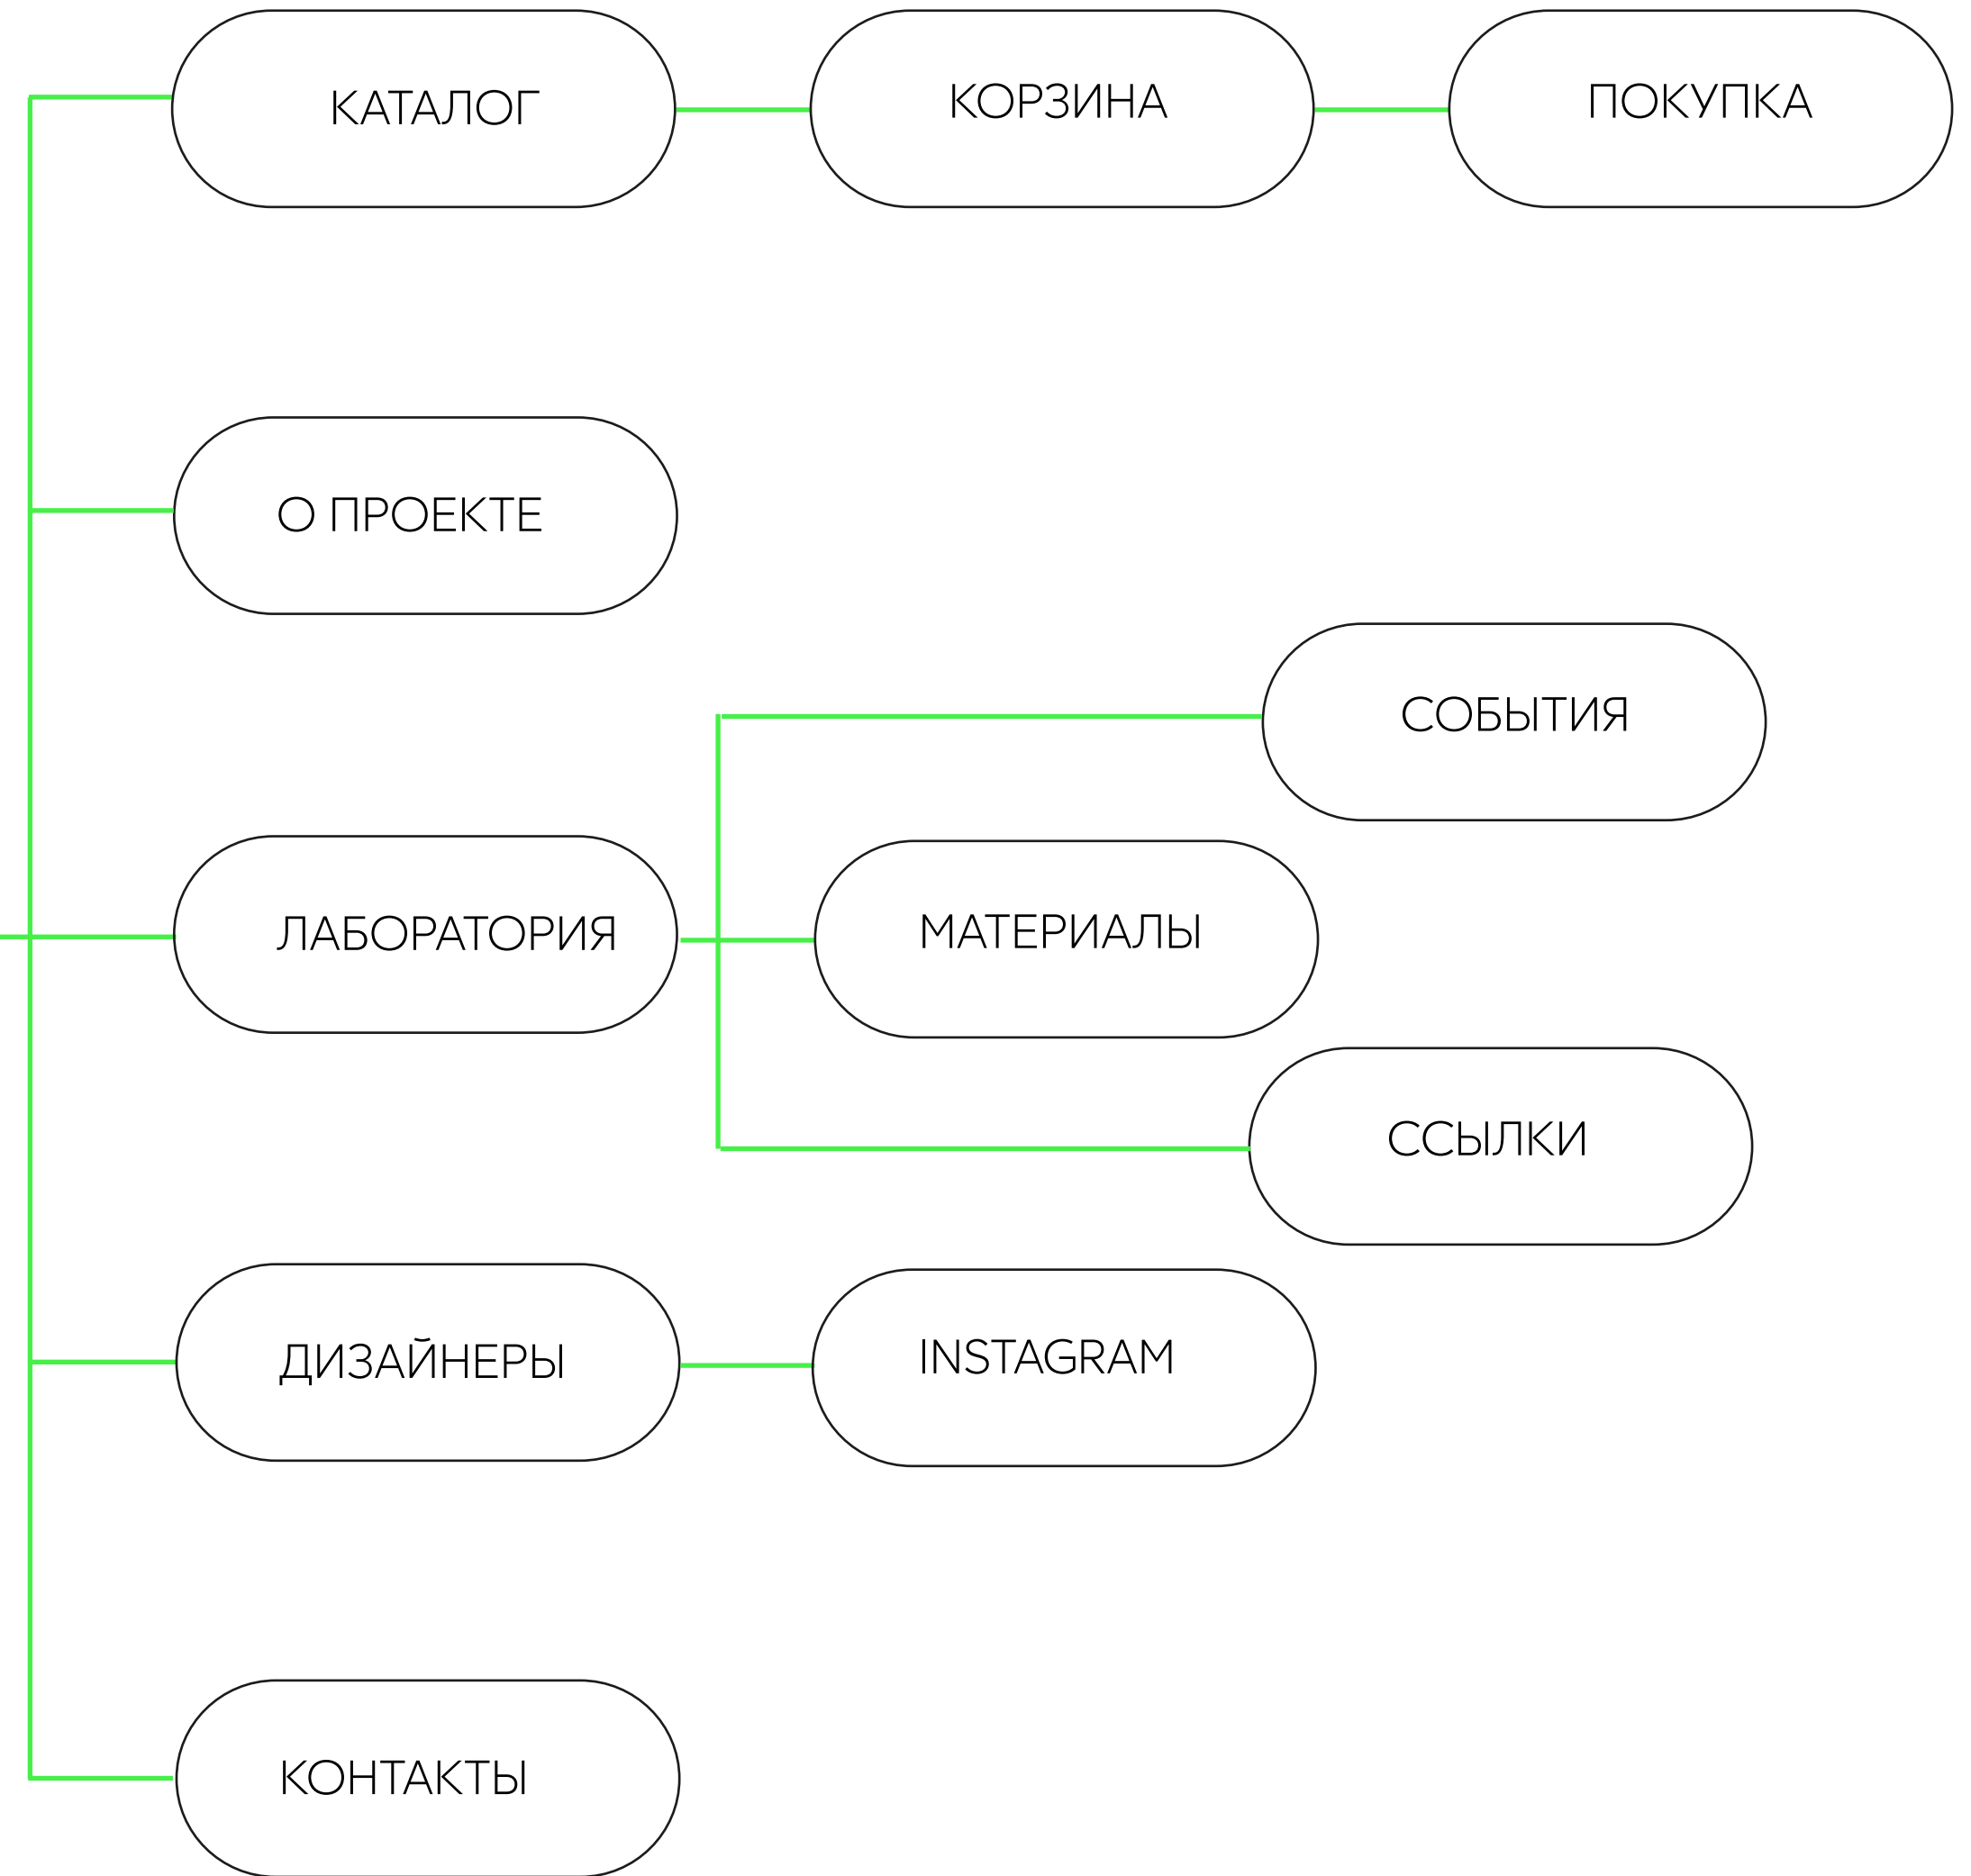 КАТАЛОГ
КОРЗИНА
ПОКУПКА
О ПРОЕКТЕ
СОБЫТИЯ
ЛАБОРАТОРИЯ
МАТЕРИАЛЫ
ССЫЛКИ
ДИЗАЙНЕРЫ
INSTAGRAM
КОНТАКТЫ